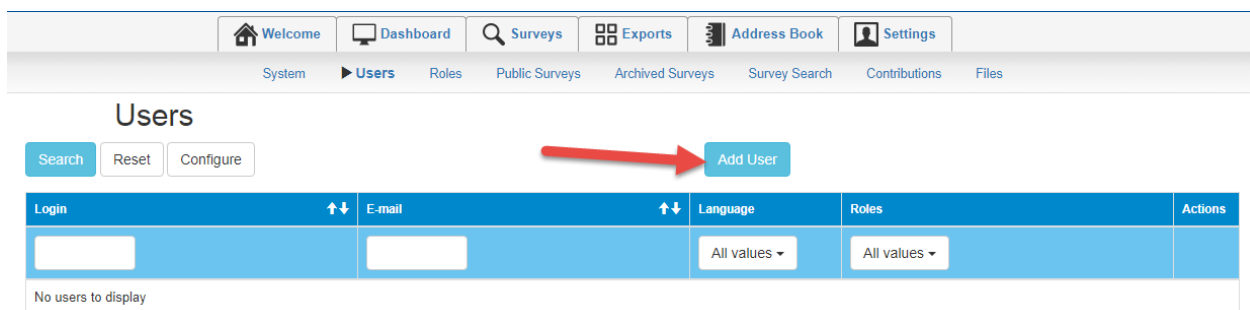 Welcome Dashboard Surveys Exports Address Book Settings
System Users Roles Public Surveys Archived Surveys Survey Search Contributions Files
Users
Search Reset Configure Add User
Login E-mail Language Roles Actions
All values All values
No users to display